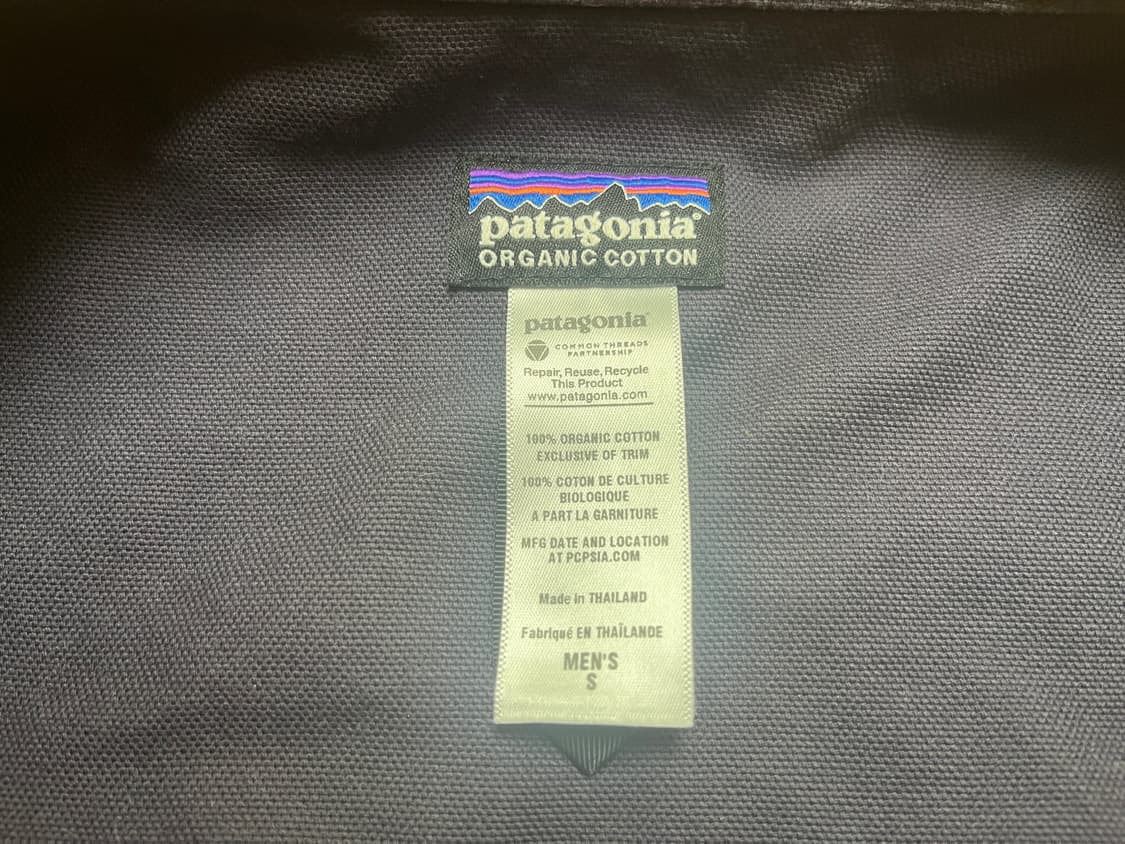 patagonia®
ORGANIC COTTON
patagonia®
COMMON THREADS
PARTNERSHIP
Repair, Reuse, Recycle
This Product
www.patagonia.com
100% ORGANIC COTTON
EXCLUSIVE OF TRIM
100% COTON DE CULTURE
BIOLOGIQUE
A PART LA GARNITURE
MFG DATE AND LOCATION
AT PCPSIA.COM
Made in THAILAND
Fabriqué EN THAÏLANDE
MEN'S
S